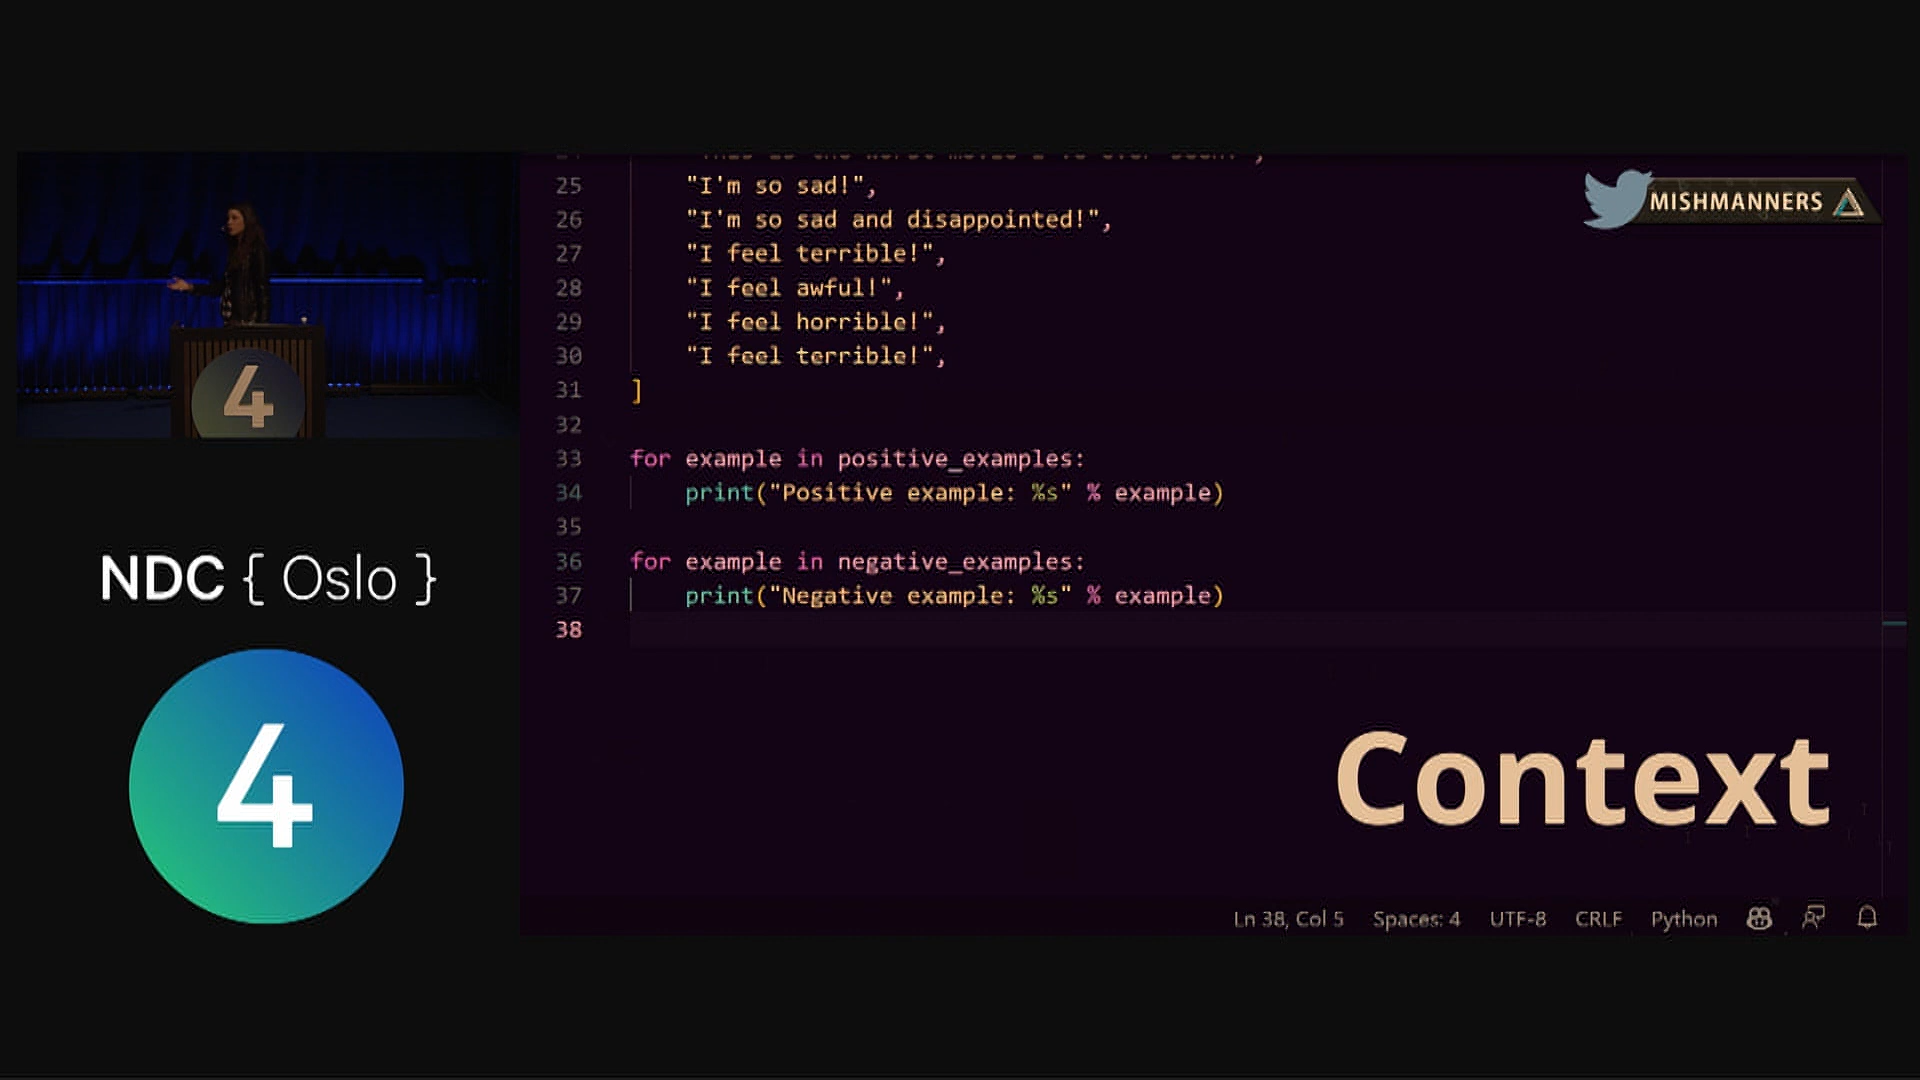 25 "I'm so sad!",
26 "I'm so sad and disappointed!",
27 "I feel terrible!",
28 "I feel awful!",
29 "I feel horrible!",
30 "I feel terrible!",
31 ]
32
33 for example in positive_examples:
34 print("Positive example: %s" % example)
35
36 for example in negative_examples:
37 print("Negative example: %s" % example)
38
MISHMANNERS
4
NDC { Oslo }
4
Context
Ln 38, Col 5 Spaces: 4 UTF-8 CRLF Python